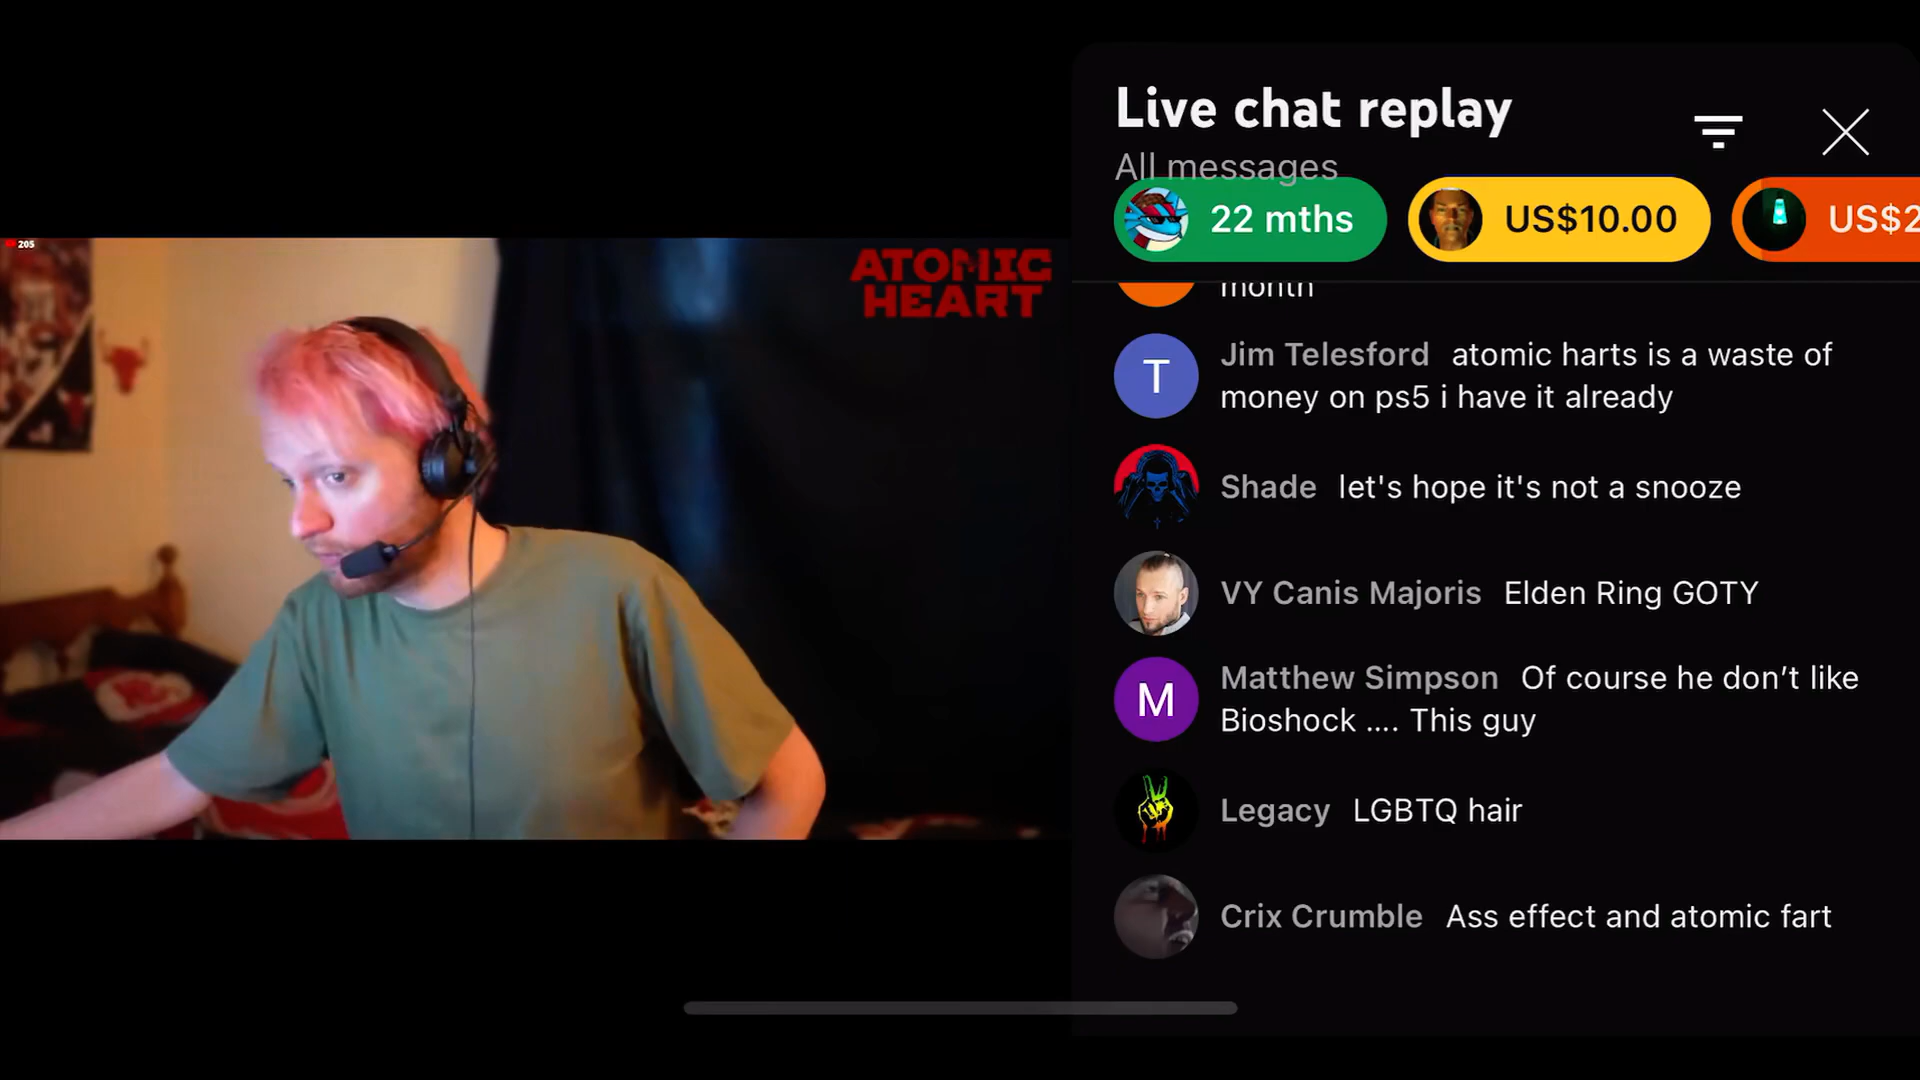 205
ATOMIC
HEART
Live chat replay
All messages
22 mths
US$10.00
US$2
month
T
Jim Telesford atomic harts is a waste of
money on ps5 i have it already
Shade let's hope it's not a snooze
VY Canis Majoris Elden Ring GOTY
M
Matthew Simpson Of course he don’t like
Bioshock .... This guy
Legacy LGBTQ hair
Crix Crumble Ass effect and atomic fart